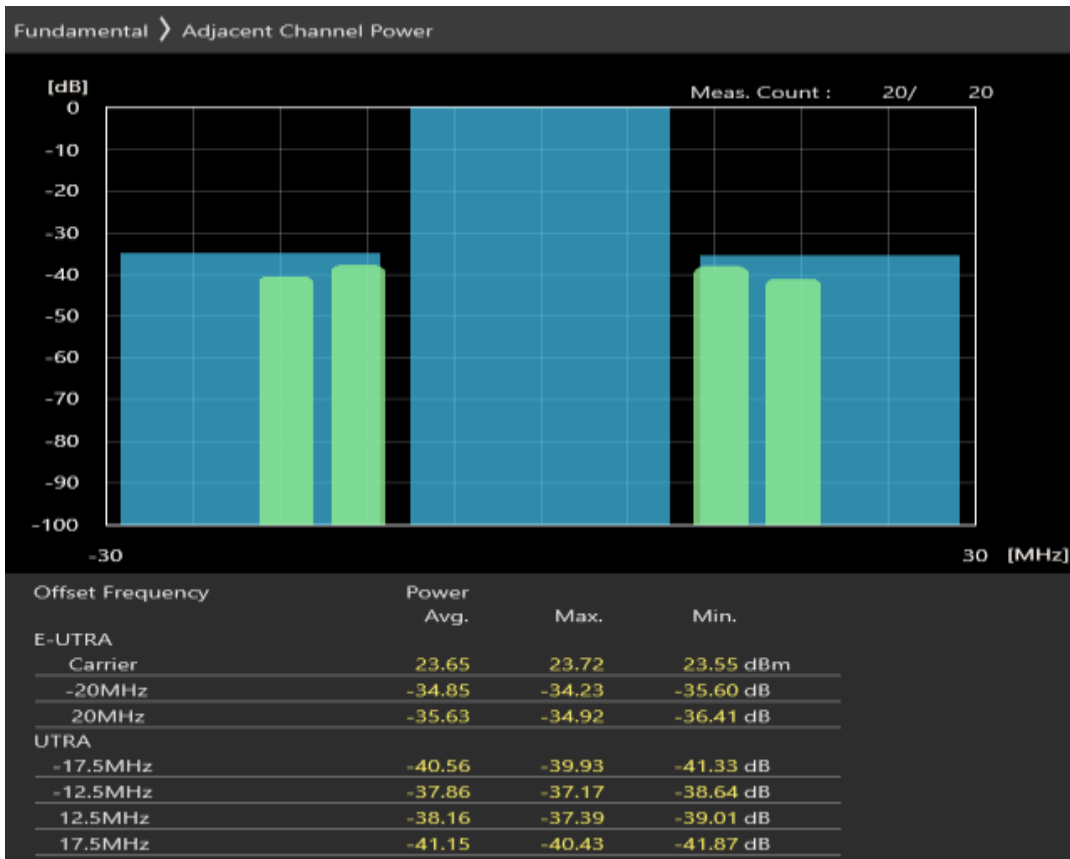 Fundamental 〉 Adjacent Channel Power
[dB]
Meas. Count : 20/ 20
0
-10
-20
-30
-40
-50
-60
-70
-80
-90
-100
-30 30 [MHz]
Offset Frequency Power
Avg. Max. Min.
E-UTRA
Carrier 23.65 23.72 23.55 dBm
-20MHz -34.85 -34.23 -35.60 dB
20MHz -35.63 -34.92 -36.41 dB
UTRA
-17.5MHz -40.56 -39.93 -41.33 dB
-12.5MHz -37.86 -37.17 -38.64 dB
12.5MHz -38.16 -37.39 -39.01 dB
17.5MHz -41.15 -40.43 -41.87 dB